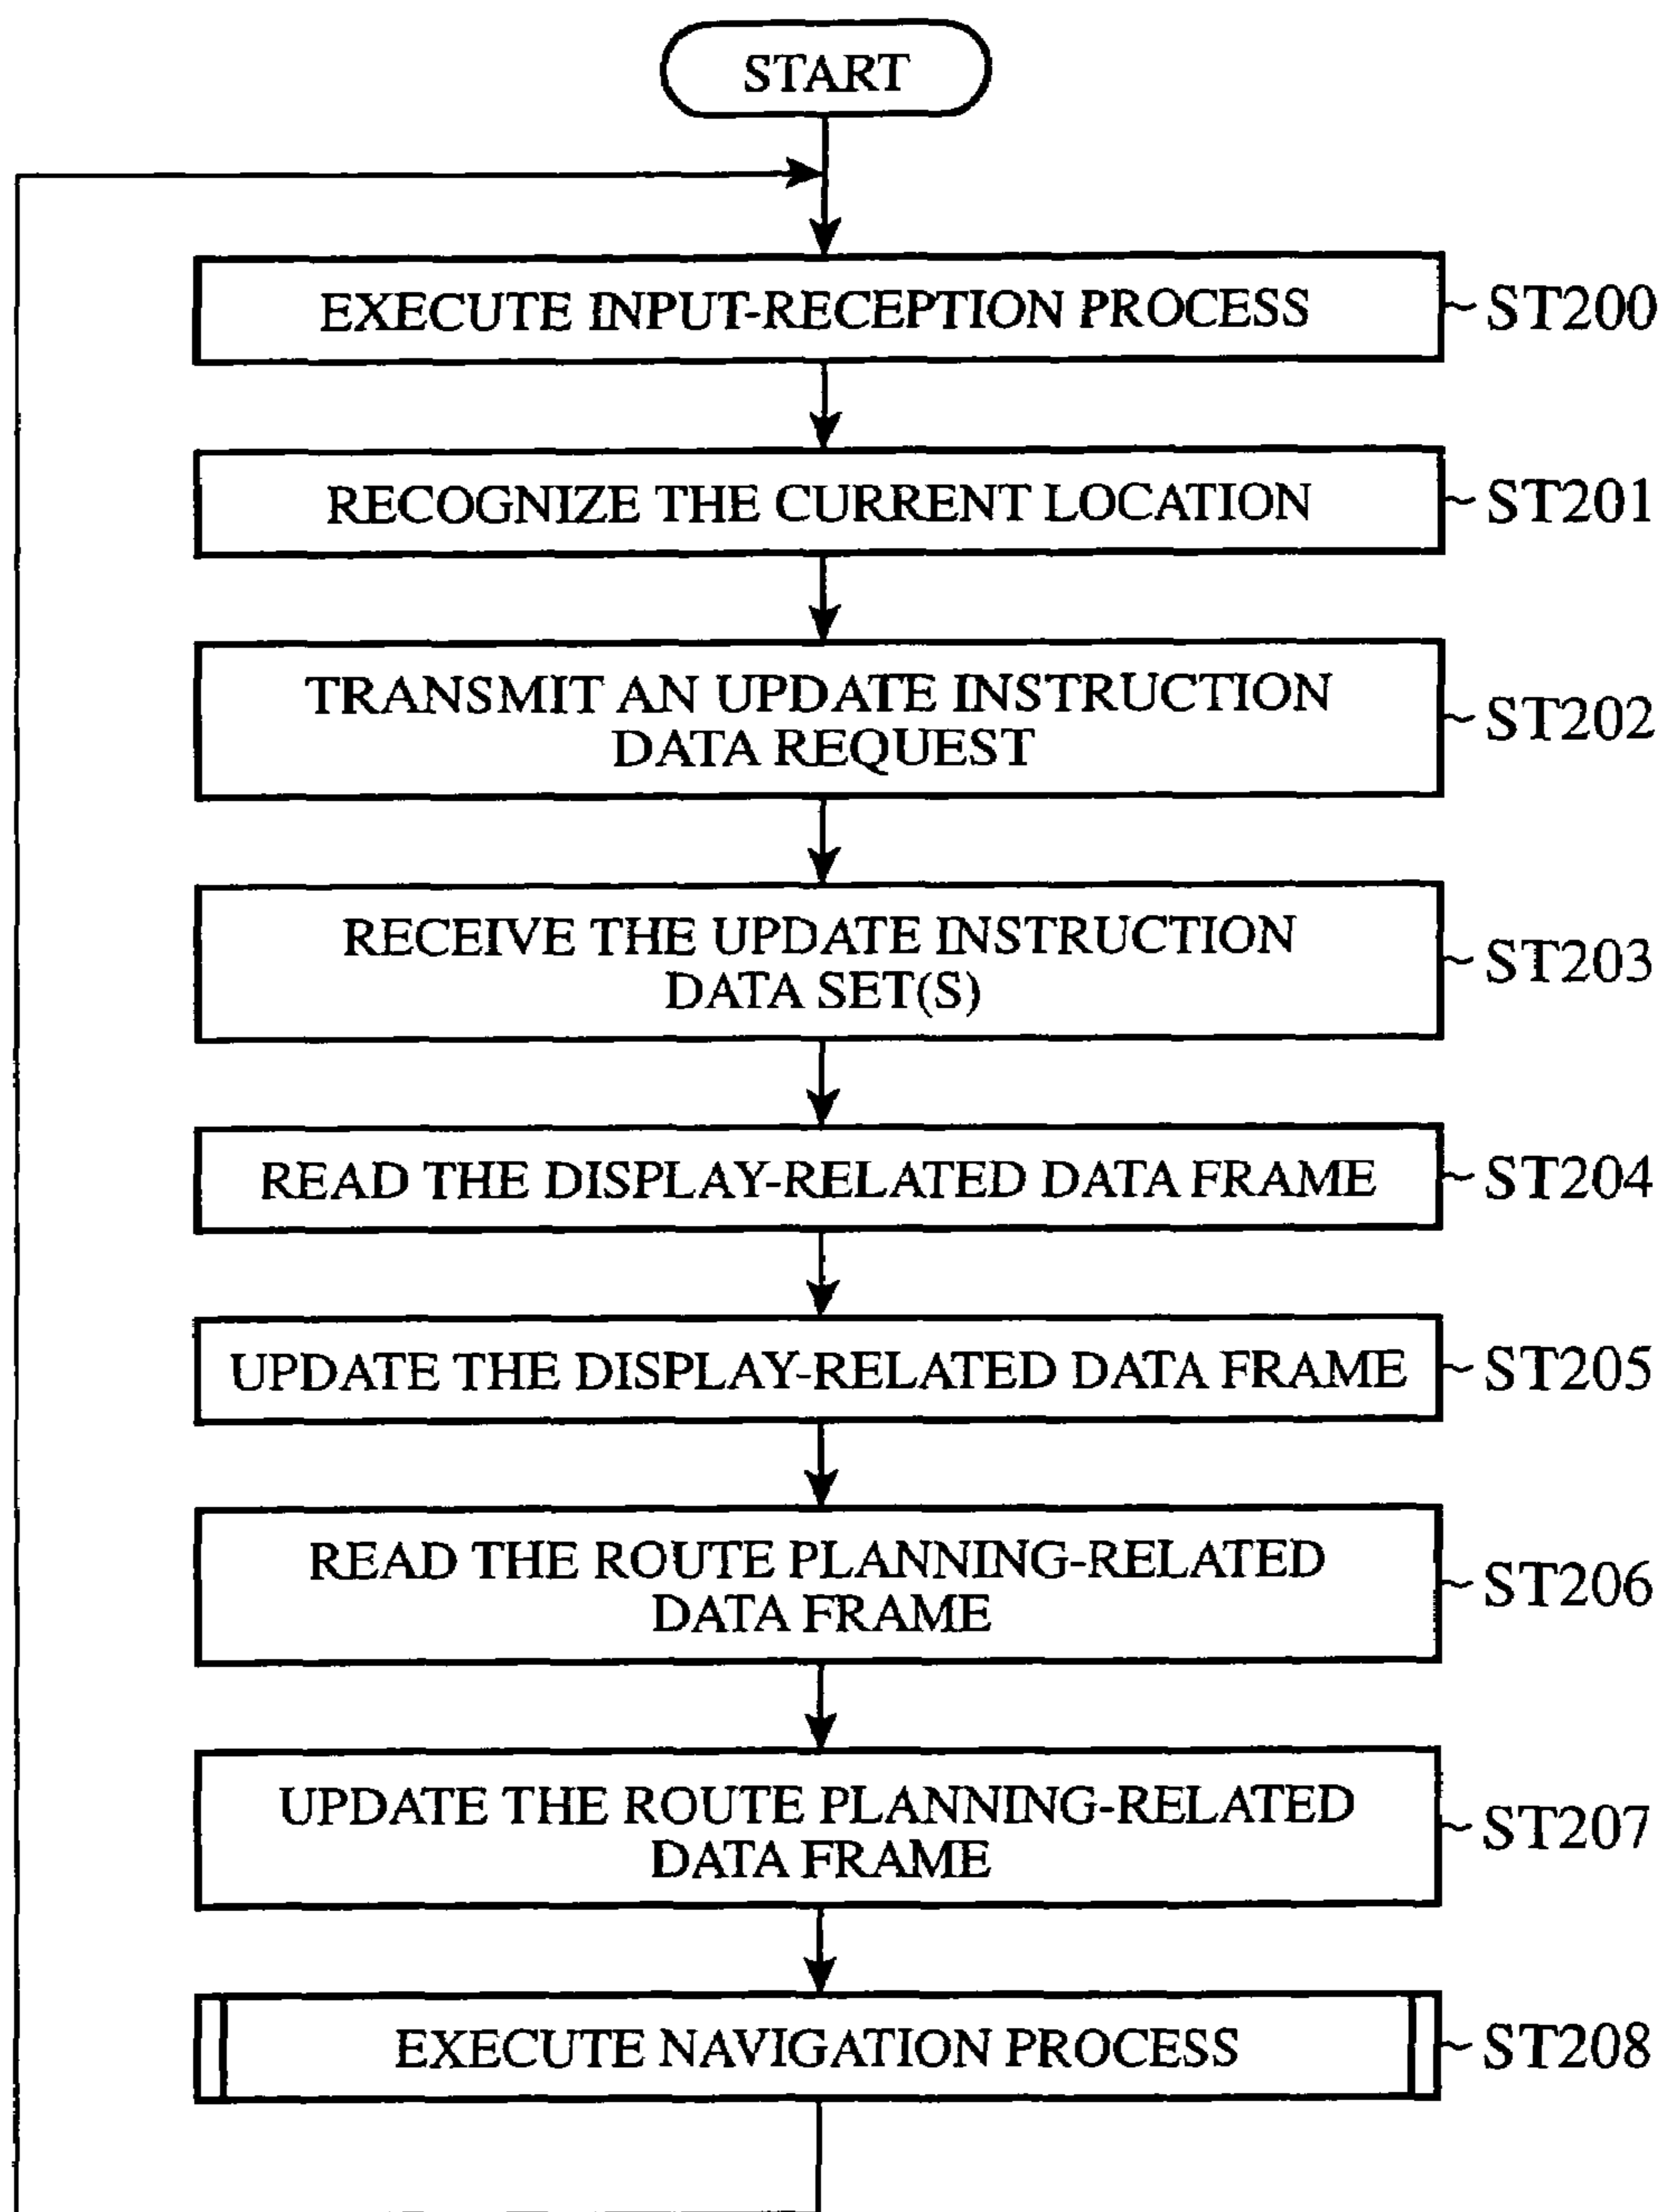 START
EXECUTE INPUT-RECEPTION PROCESS
ST200
RECOGNIZE THE CURRENT LOCATION
ST201
TRANSMIT AN UPDATE INSTRUCTION
DATA REQUEST
ST202
RECEIVE THE UPDATE INSTRUCTION
DATA SET(S)
ST203
READ THE DISPLAY-RELATED DATA FRAME
ST204
UPDATE THE DISPLAY-RELATED DATA FRAME
ST205
READ THE ROUTE PLANNING-RELATED
DATA FRAME
ST206
UPDATE THE ROUTE PLANNING-RELATED
DATA FRAME
ST207
EXECUTE NAVIGATION PROCESS
ST208